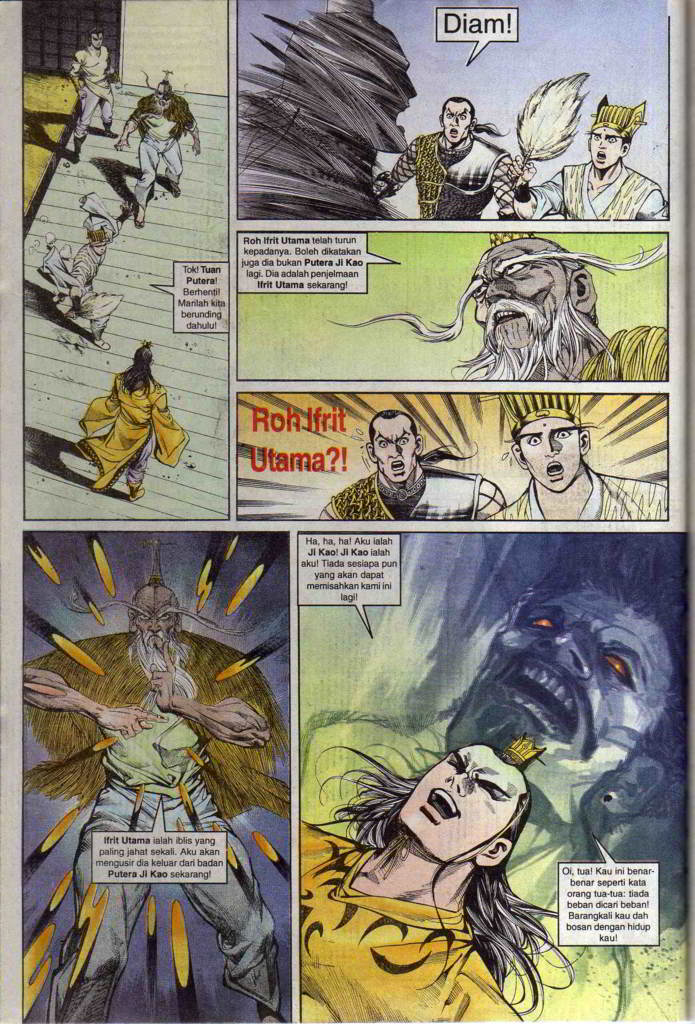 Tok! Tuan
Putera!
Berhenti!
Marilah kita
berunding
dahulu!
Diam!
Roh Ifrit Utama telah turun
kepadanya. Boleh dikatakan
juga dia bukan Putera Ji Kao
lagi. Dia adalah penjelmaan
Ifrit Utama sekarang!
Roh Ifrit
Utama?!
Ifrit Utama ialah iblis yang
paling jahat sekali. Aku akan
mengusir dia keluar dari badan
Putera Ji Kao sekarang!
Ha, ha, ha! Aku ialah
Ji Kao! Ji Kao ialah
aku! Tiada sesiapa pun
yang akan dapat
memisahkan kami ini
lagi!
Oi, tua! Kau ini benar-
benar seperti kata
orang tua-tua: tiada
beban dicari beban!
Barangkali kau dah
bosan dengan hidup
kau!